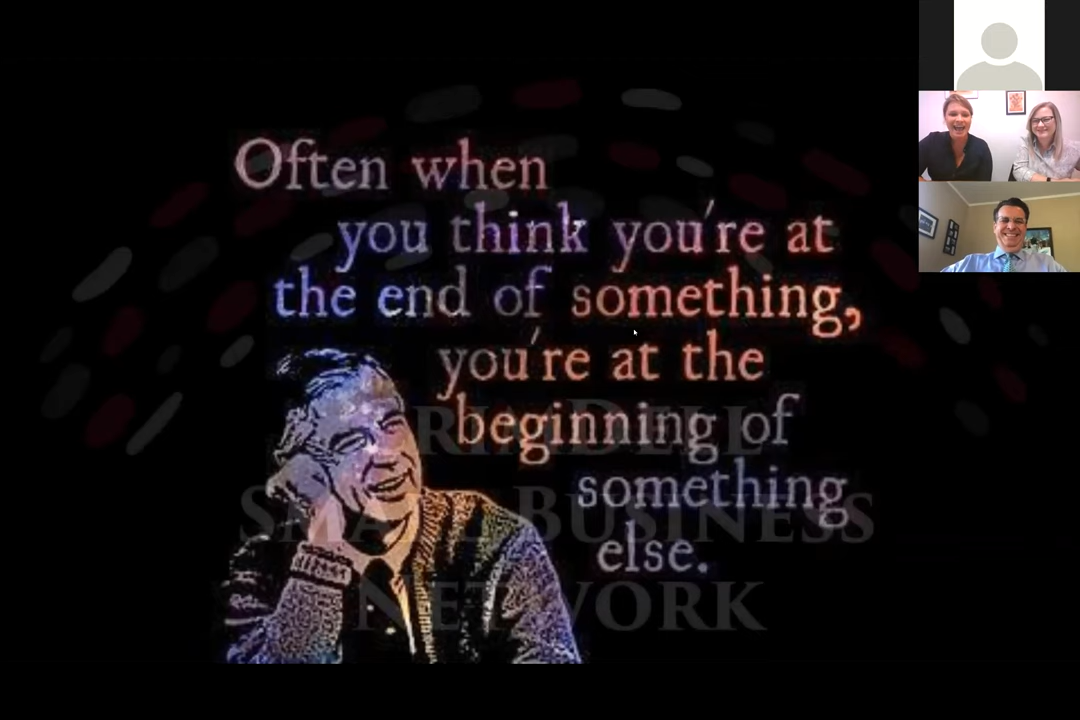 Often when
you think you're at
the end of something,
you're at the
beginning of
something
else.
Small Business
Network